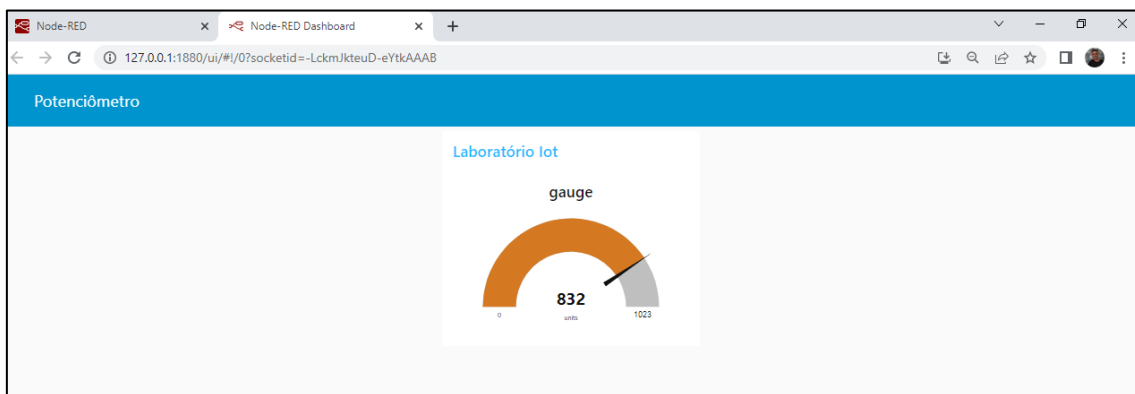 Node-RED
Node-RED Dashboard
127.0.0.1:1880/ui/#!/0?socketid=-LckmJkteuD-eYtkAAAB
Potenciômetro
Laboratório Iot
gauge
832
0 units 1023